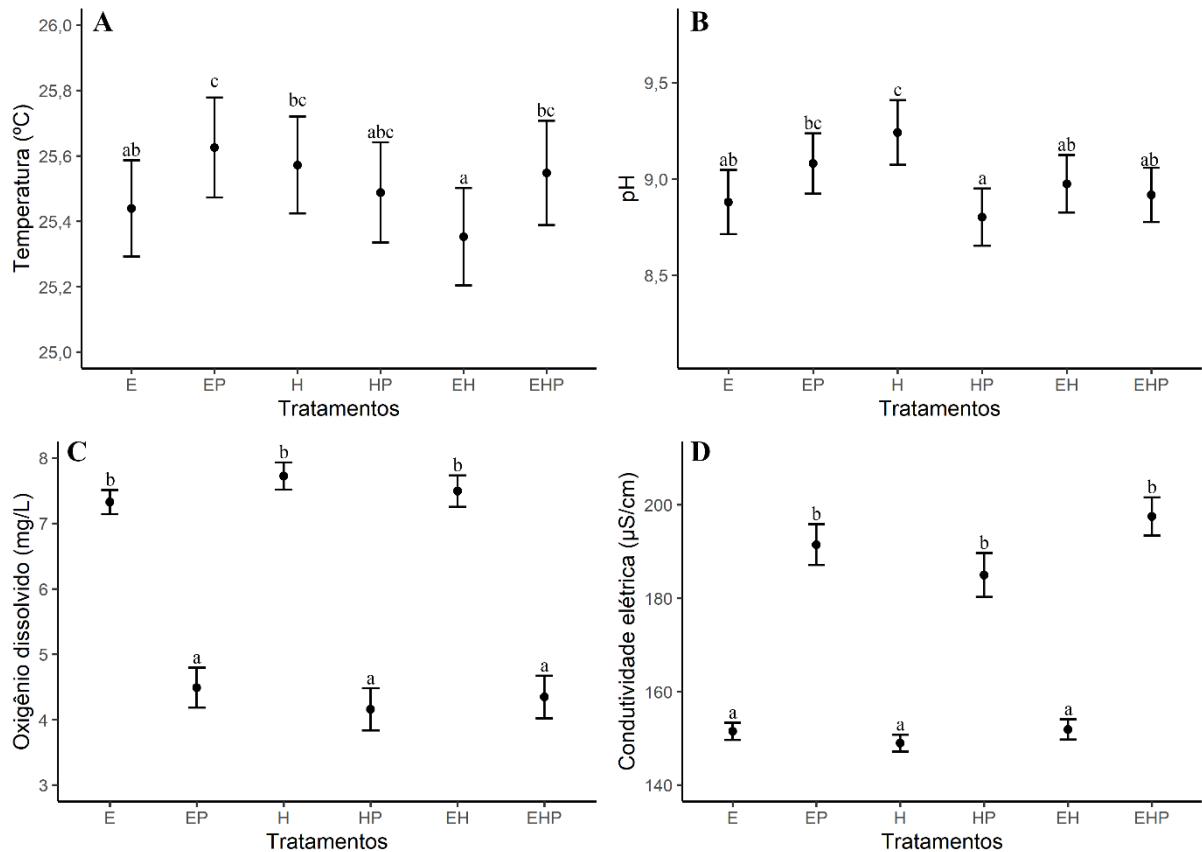 A
Temperatura (ºC)
26,0
25,8
25,6
25,4
25,2
25,0
ab
c
bc
abc
a
bc
E EP H HP EH EHP
Tratamentos
B
pH
9,5
9,0
8,5
ab
bc
c
a
ab
ab
E EP H HP EH EHP
Tratamentos
C
Oxigênio dissolvido (mg/L)
8
7
6
5
4
3
b
a
b
a
b
a
E EP H HP EH EHP
Tratamentos
D
Condutividade elétrica (µS/cm)
200
180
160
140
a
b
a
b
a
b
E EP H HP EH EHP
Tratamentos